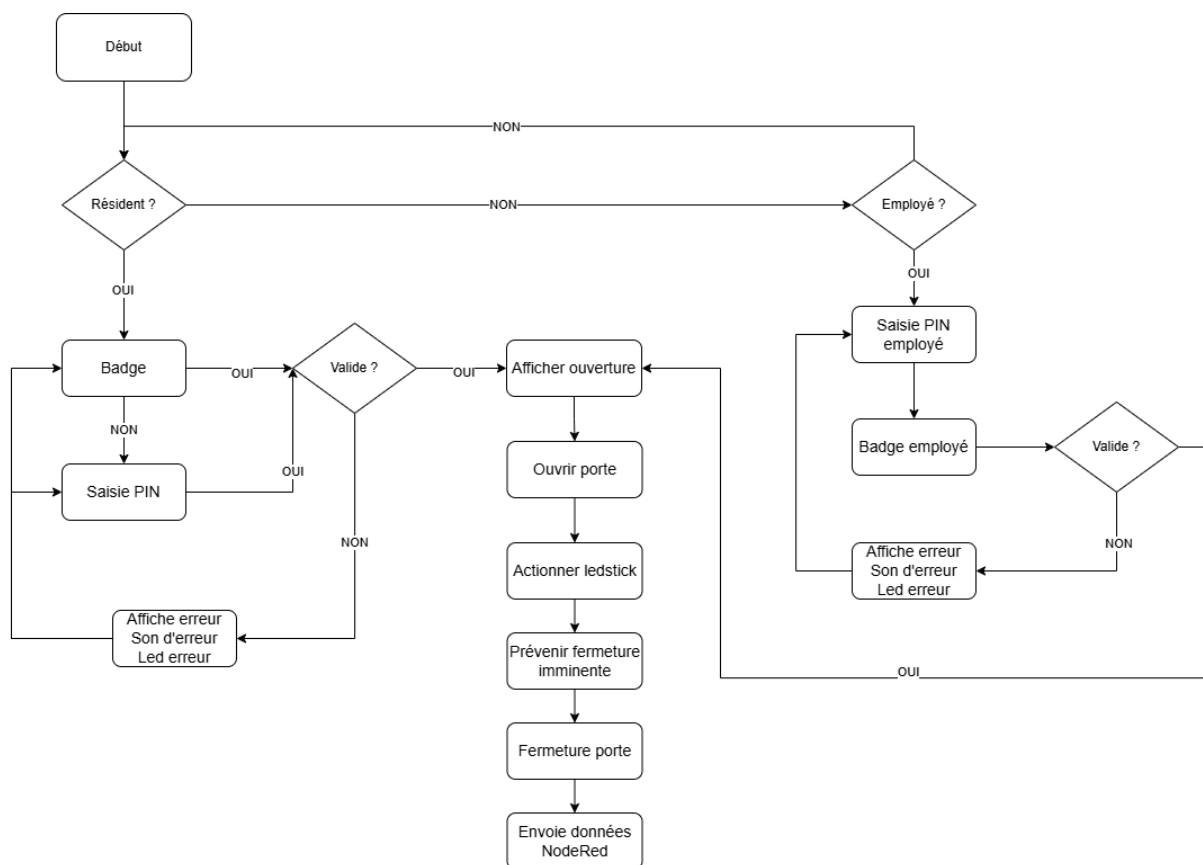 Début
NON
Résident ?
NON
Employé ?
OUI
OUI
Saisie PIN
employé
Badge
OUI
Valide ?
OUI
Afficher ouverture
NON
Badge employé
Valide ?
OUI
Saisie PIN
Ouvrir porte
NON
NON
Actionner ledstick
Affiche erreur
Son d'erreur
Led erreur
Affiche erreur
Son d'erreur
Led erreur
Prévenir fermeture
imminente
OUI
Fermeture porte
Envoie données
NodeRed